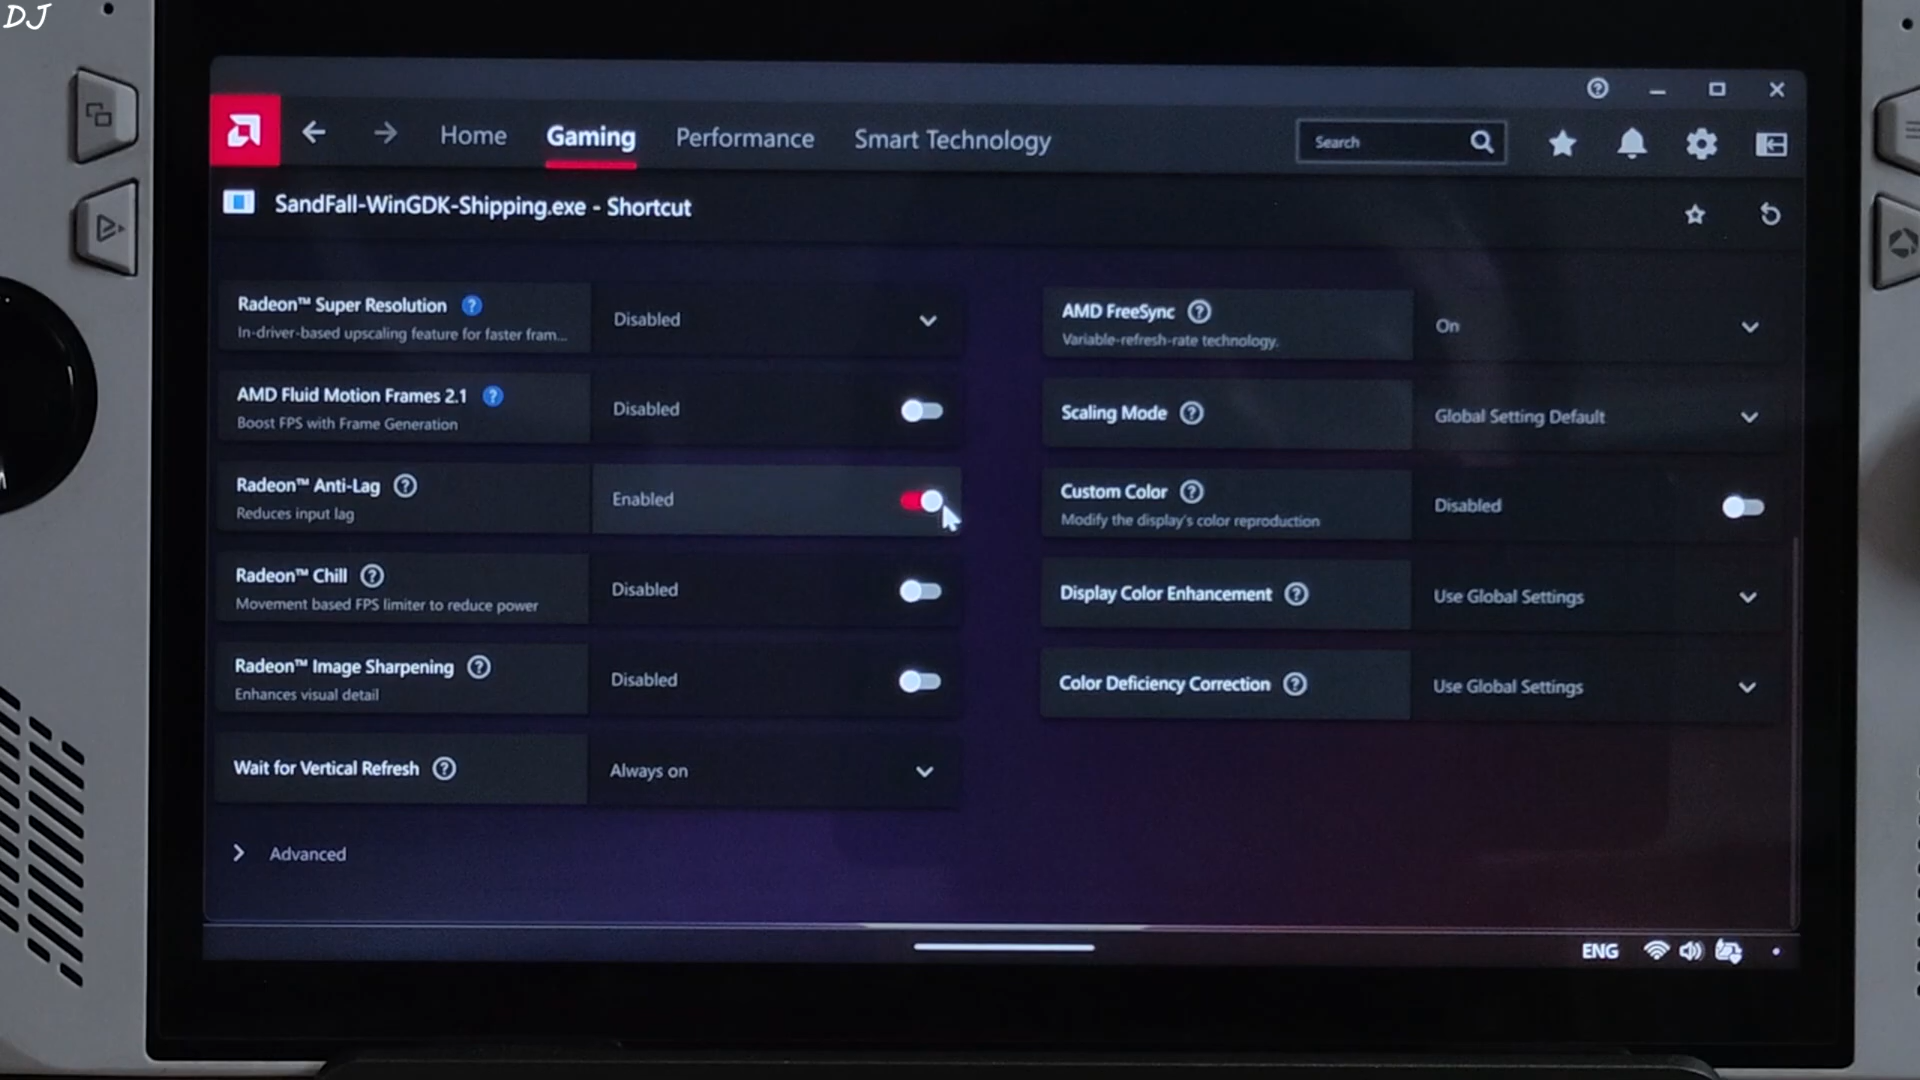 DJ
Home
Gaming
Performance
Smart Technology
Search
SandFall-WinGDK-Shipping.exe - Shortcut
Radeon™ Super Resolution
In-driver-based upscaling feature for faster fram...
Disabled
AMD Fluid Motion Frames 2.1
Boost FPS with Frame Generation
Disabled
Radeon™ Anti-Lag
Reduces input lag
Enabled
Radeon™ Chill
Movement based FPS limiter to reduce power
Disabled
Radeon™ Image Sharpening
Enhances visual detail
Disabled
Wait for Vertical Refresh
Always on
Advanced
AMD FreeSync
Variable-refresh-rate technology.
On
Scaling Mode
Global Setting Default
Custom Color
Modify the display's color reproduction
Disabled
Display Color Enhancement
Use Global Settings
Color Deficiency Correction
Use Global Settings
ENG